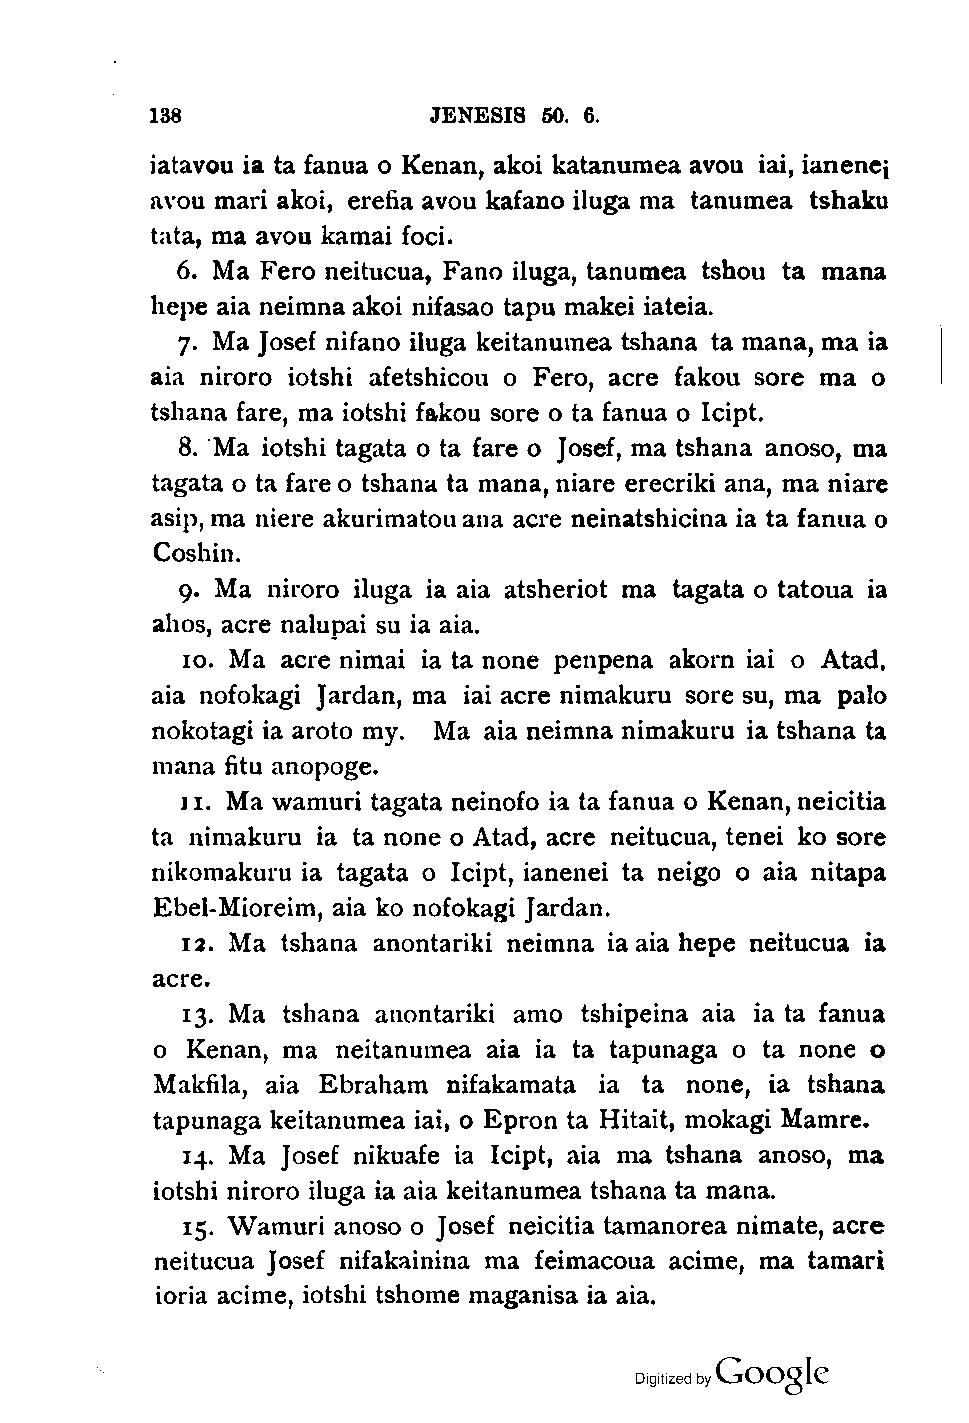 138 JENESIS 50. 6.
iatavou ia ta fanua o Kenan, akoi katanumea avou iai, ianenei
avou mari akoi, erefia avou kafano iluga ma tanumea tshaku
tata, ma avou kamai foci.
6. Ma Fero neitucua, Fano iluga, tanumea tshou ta mana
hepe aia neimna akoi nifasao tapu makei iateia.
7. Ma Josef nifano iluga keitanumea tshana ta mana, ma ia
aia niroro iotshi afetshicou o Fero, acre fakou sore ma o
tshana fare, ma iotshi fakou sore o ta fanua o Icipt.
8. Ma iotshi tagata o ta fare o Josef, ma tshana anoso, ma
tagata o ta fare o tshana ta mana, niare erecriki ana, ma niare
asip, ma niere akurimatou ana acre neinatshicina ia ta fanua o
Coshin.
9. Ma niroro iluga ia aia atsheriot ma tagata o tatoua ia
ahos, acre nalupai su ia aia.
10. Ma acre nimai ia ta none penpena akorn iai o Atad,
aia nofokagi Jardan, ma iai acre nimakuru sore su, ma palo
nokotagi ia aroto my. Ma aia neimna nimakuru ia tshana ta
mana fitu anopoge.
11. Ma wamuri tagata neinofo ia ta fanua o Kenan, neicitia
ta nimakuru ia ta none o Atad, acre neitucua, tenei ko sore
nikomakuru ia tagata o Icipt, ianenei ta neigo o aia nitapa
Ebel-Mioreim, aia ko nofokagi Jardan.
12. Ma tshana anontariki neimna ia aia hepe neitucua ia
acre.
13. Ma tshana anontariki amo tshipeina aia ia ta fanua
o Kenan, ma neitanumea aia ia ta tapunaga o ta none o
Makfila, aia Ebraham nifakamata ia ta none, ia tshana
tapunaga keitanumea iai, o Epron ta Hitait, mokagi Mamre.
14. Ma Josef nikuafe ia Icipt, aia ma tshana anoso, ma
iotshi niroro iluga ia aia keitanumea tshana ta mana.
15. Wamuri anoso o Josef neicitia tamanorea nimate, acre
neitucua Josef nifakainina ma feimacoua acime, ma tamari
ioria acime, iotshi tshome maganisa ia aia.
Digitized by Google